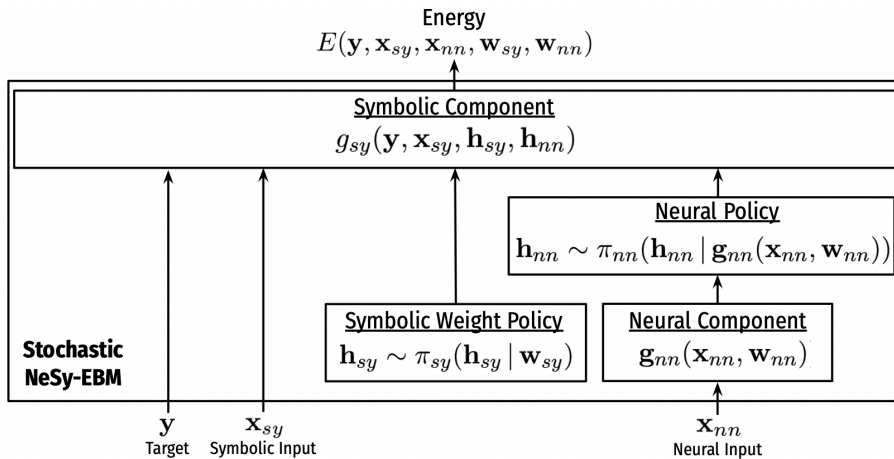 Energy
E(y, x_sy, x_nn, w_sy, w_nn)
Symbolic Component
g_sy(y, x_sy, h_sy, h_nn)
Neural Policy
h_nn ∼ π_nn(h_nn | g_nn(x_nn, w_nn))
Symbolic Weight Policy
h_sy ∼ π_sy(h_sy | w_sy)
Neural Component
g_nn(x_nn, w_nn)
Stochastic
NeSy-EBM
y
Target
x_sy
Symbolic Input
x_nn
Neural Input